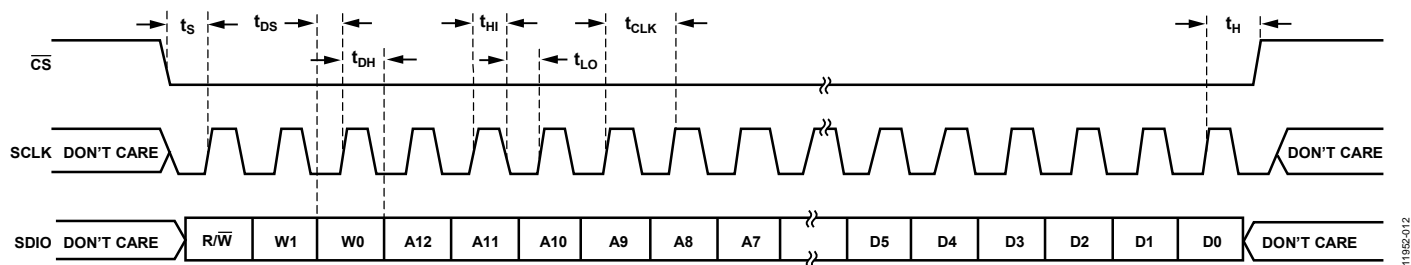 tS tDS tHI tCLK tH
tDH tLO
CS
SCLK DON'T CARE DON'T CARE
SDIO DON'T CARE R/W W1 W0 A12 A11 A10 A9 A8 A7 D5 D4 D3 D2 D1 D0 DON'T CARE
11952-012